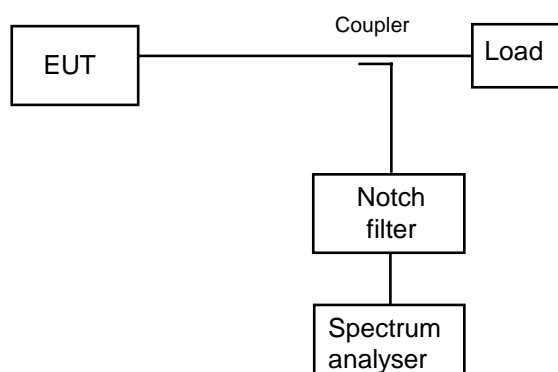 Coupler
EUT
Load
Notch
filter
Spectrum
analyser